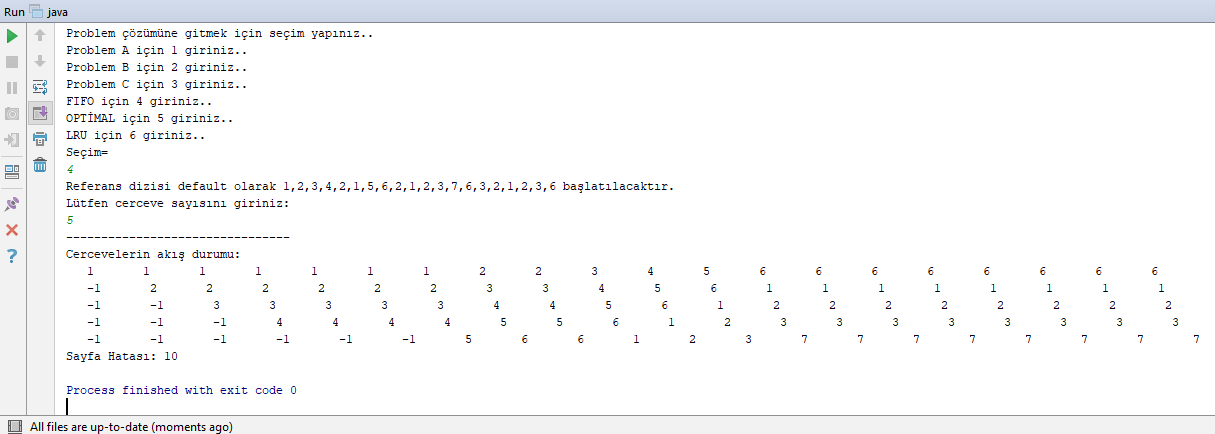 Run java
Problem çözümüne gitmek için seçim yapınız..
Problem A için 1 giriniz..
Problem B için 2 giriniz..
Problem C için 3 giriniz..
FIFO için 4 giriniz..
OPTİMAL için 5 giriniz..
LRU için 6 giriniz..
Seçim=
4
Referans dizisi default olarak 1,2,3,4,2,1,5,6,2,1,2,3,7,6,3,2,1,2,3,6 başlatılacaktır.
Lütfen cerceve sayısını giriniz:
5
--------------------------------
Cercevelerin akış durumu:
1 1 1 1 1 1 1 2 2 3 4 5 6 6 6 6 6 6 6 6
-1 2 2 2 2 2 2 3 3 4 5 6 1 1 1 1 1 1 1 1
-1 -1 3 3 3 3 3 4 4 5 6 1 2 2 2 2 2 2 2 2
-1 -1 -1 4 4 4 4 5 5 6 1 2 3 3 3 3 3 3 3 3
-1 -1 -1 -1 -1 -1 5 6 6 1 2 3 7 7 7 7 7 7 7 7
Sayfa Hatası: 10
Process finished with exit code 0
All files are up-to-date (moments ago)